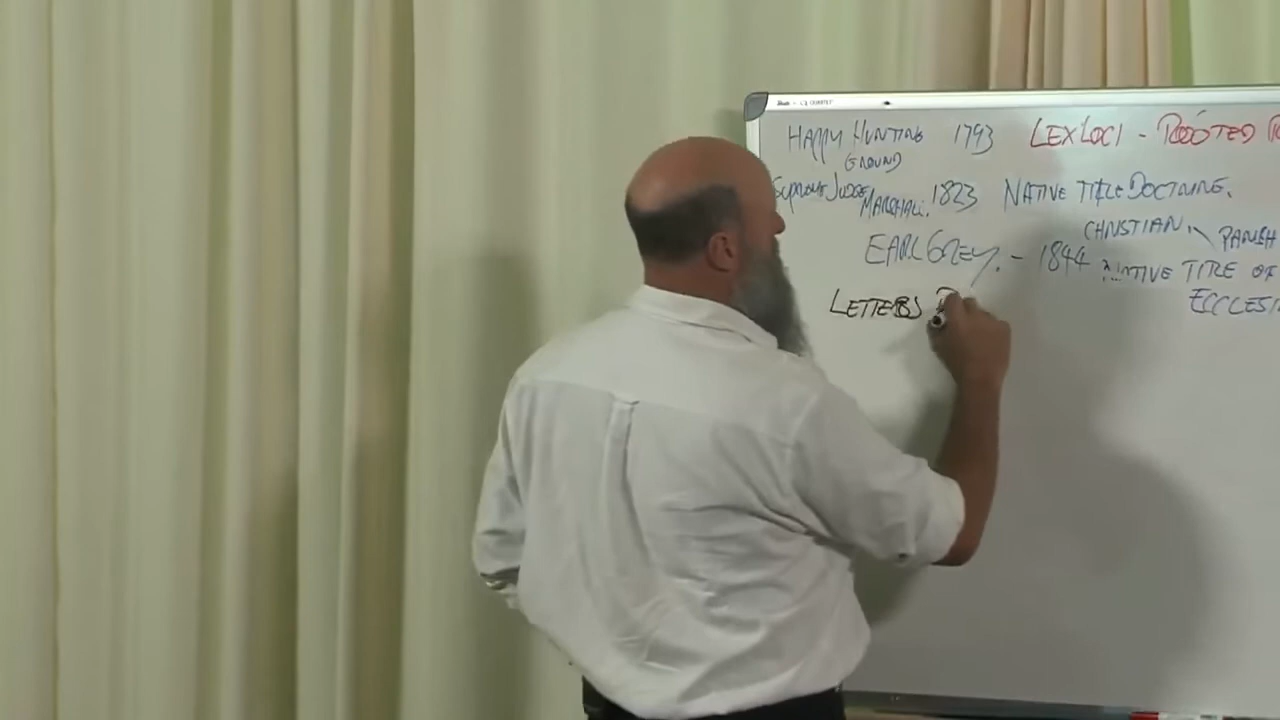 HAPPY HUNTING 1793 LEX LOCI - ROOTED
GROUND
SUPREME JUDGE 1823 NATIVE TITLE DOCTRINE.
MARSHALL.
CHRISTIAN, PARISH
EARL GREY. - 1844 NATIVE TITLE OF
LETTERS